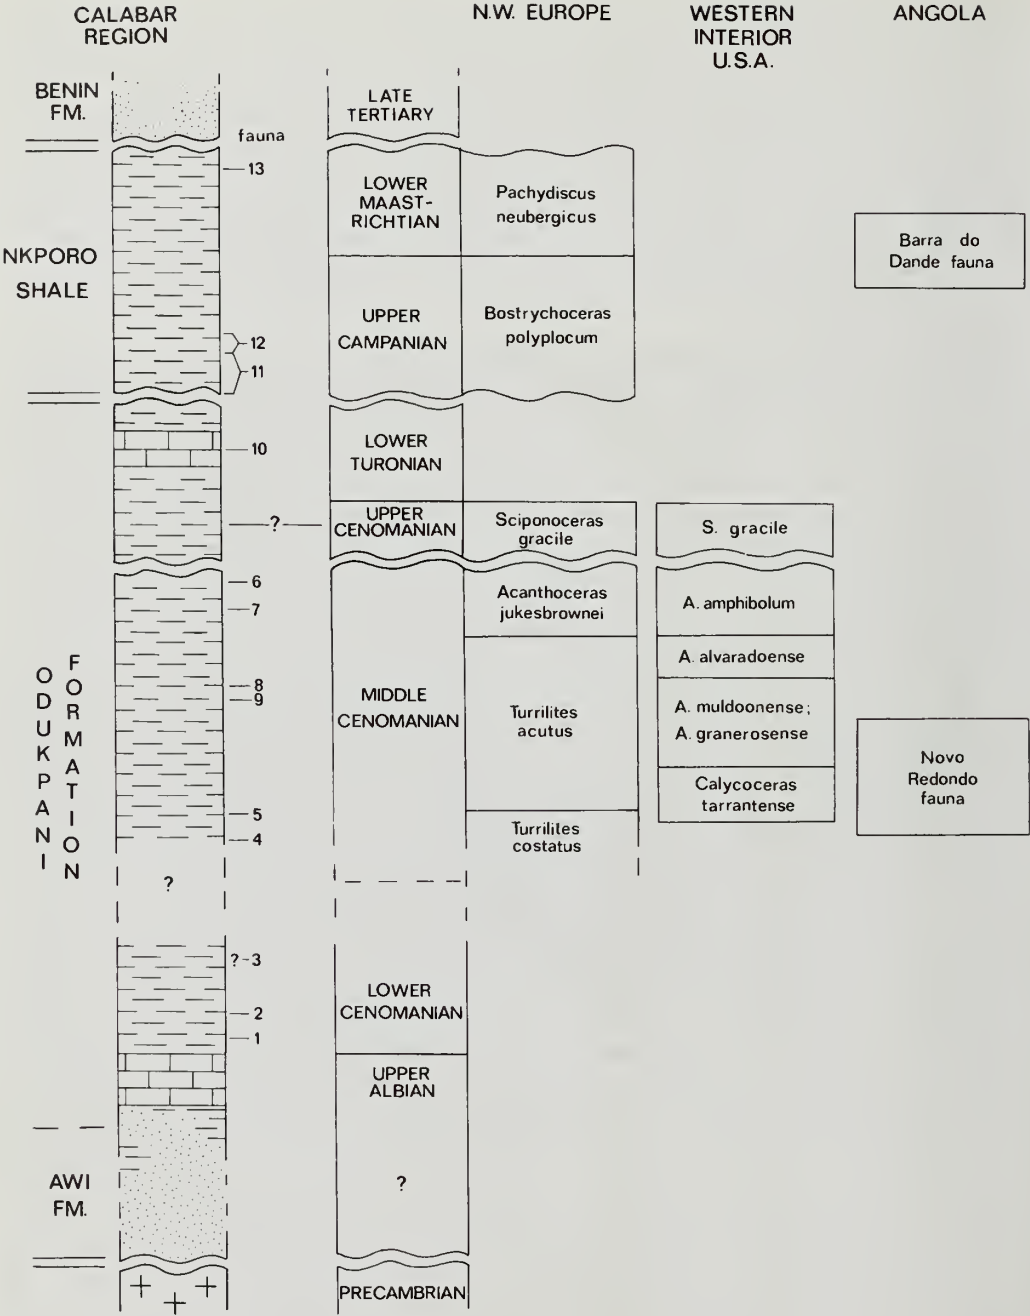 CALABAR
REGION
N.W. EUROPE
WESTERN
INTERIOR
U.S.A.
ANGOLA
BENIN
FM.
LATE
TERTIARY
fauna
13
NKPORO
SHALE
LOWER
MAAST-
RICHTIAN
Pachydiscus
neubergicus
Barra do
Dande fauna
UPPER
CAMPANIAN
Bostrychoceras
polyplocum
12
11
10
LOWER
TURONIAN
?
UPPER
CENOMANIAN
Sciponoceras
gracile
S. gracile
ODUKPANI
FORMATION
6
7
8
9
5
4
?
MIDDLE
CENOMANIAN
Acanthoceras
jukesbrownei
Turrilites
acutus
Turrilites
costatus
A. amphibolum
A. alvaradoense
A. muldoonense;
A. granerosense
Calycoceras
tarrantense
Novo
Redondo
fauna
?-3
2
1
LOWER
CENOMANIAN
UPPER
ALBIAN
?
AWI
FM.
PRECAMBRIAN